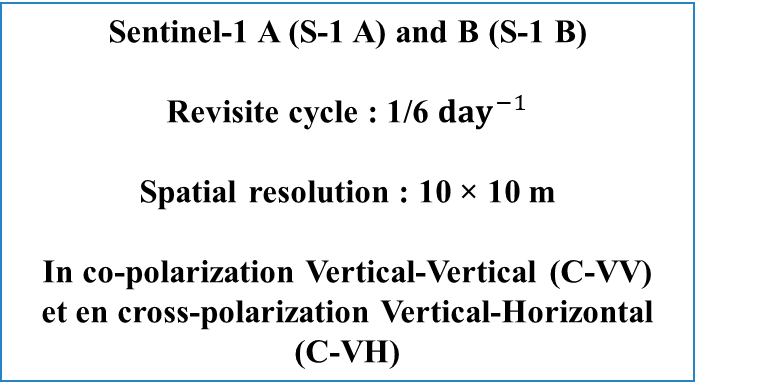 Sentinel-1 A (S-1 A) and B (S-1 B)
Revisite cycle : 1/6 day⁻¹
Spatial resolution : 10 × 10 m
In co-polarization Vertical-Vertical (C-VV)
et en cross-polarization Vertical-Horizontal
(C-VH)